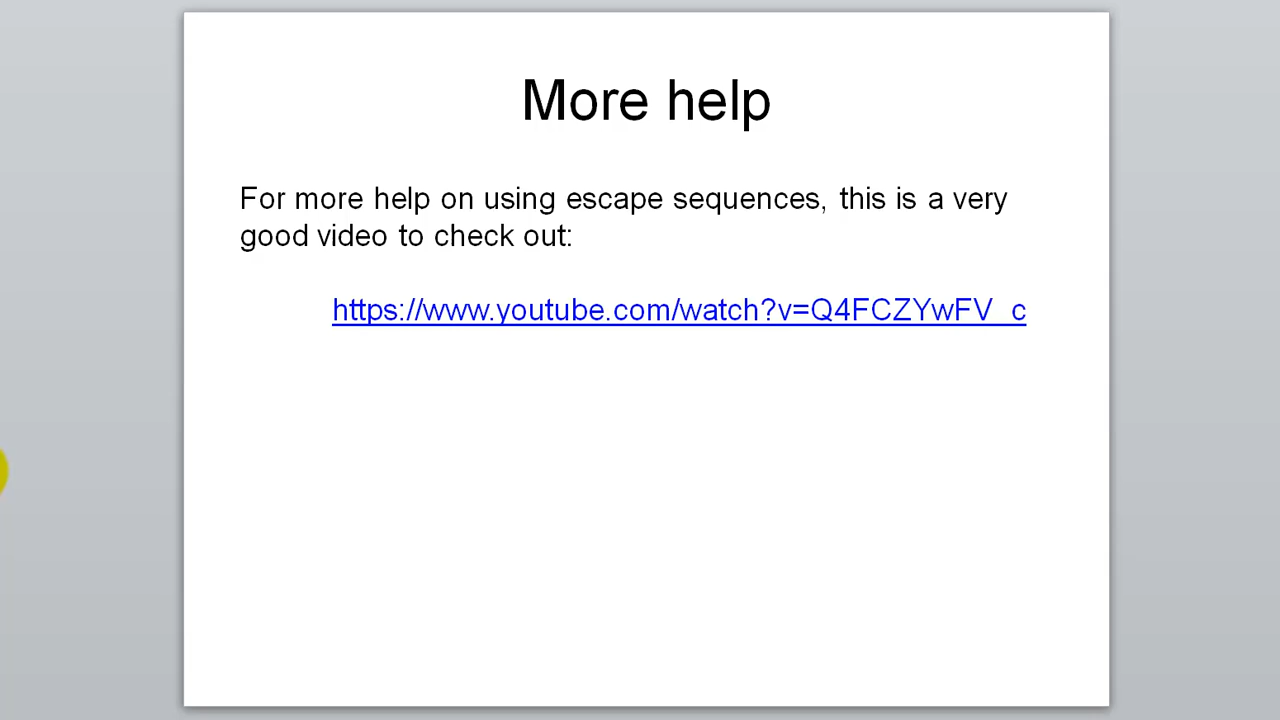 More help
For more help on using escape sequences, this is a very
good video to check out:
https://www.youtube.com/watch?v=Q4FCZYwFV_c